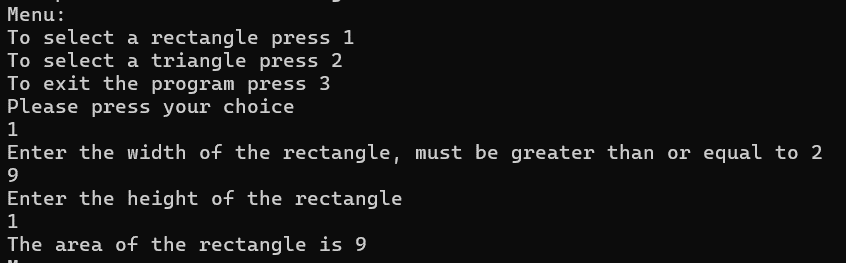 Menu:
To select a rectangle press 1
To select a triangle press 2
To exit the program press 3
Please press your choice
1
Enter the width of the rectangle, must be greater than or equal to 2
9
Enter the height of the rectangle
1
The area of the rectangle is 9